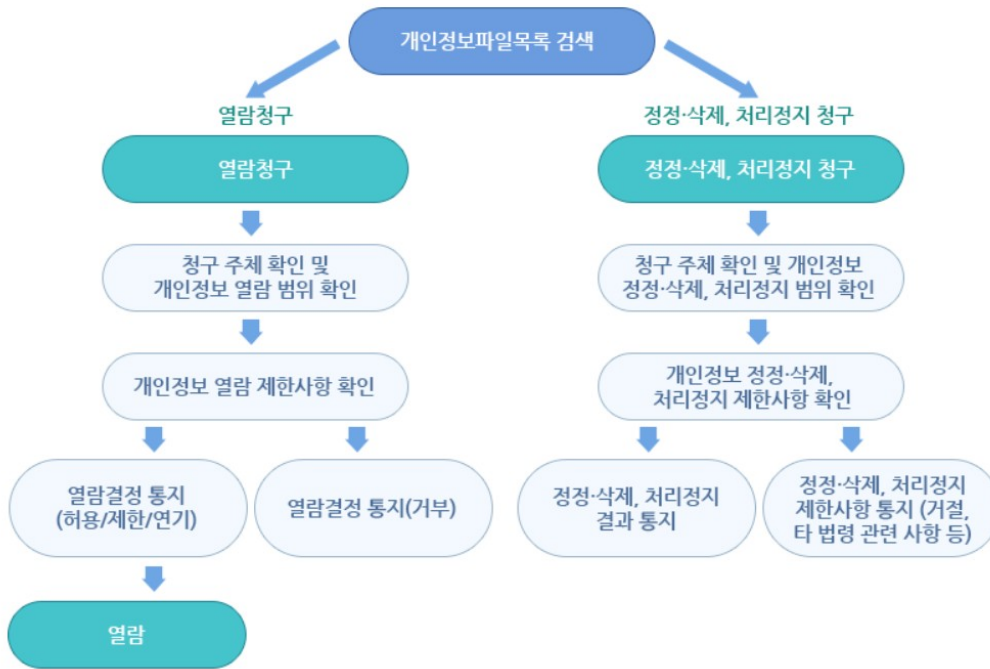 개인정보파일목록 검색
열람청구
정정·삭제, 처리정지 청구
열람청구
정정·삭제, 처리정지 청구
청구 주체 확인 및
개인정보 열람 범위 확인
청구 주체 확인 및 개인정보
정정·삭제, 처리정지 범위 확인
개인정보 열람 제한사항 확인
개인정보 정정·삭제,
처리정지 제한사항 확인
열람결정 통지
(허용/제한/연기)
열람결정 통지(거부)
정정·삭제, 처리정지
결과 통지
정정·삭제, 처리정지
제한사항 통지 (거절,
타 법령 관련 사항 등)
열람